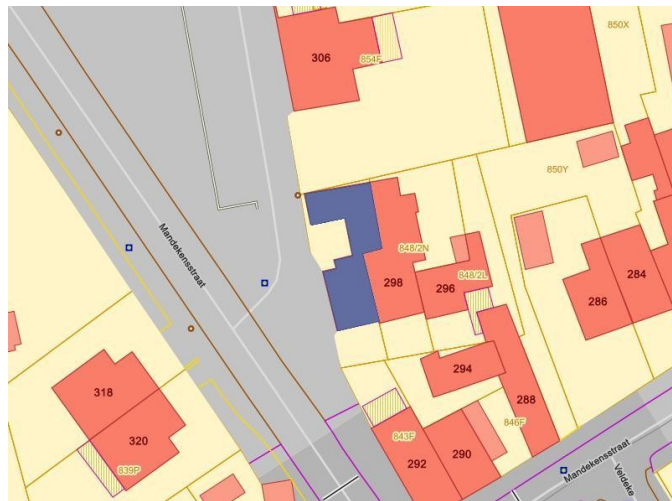 850X
306
854F
850Y
Mandekensstraat
848/2N
298
848/2L
296
284
286
294
318
288
320
846F
843F
839P
292
290
Mandekensstraat
Veldeke